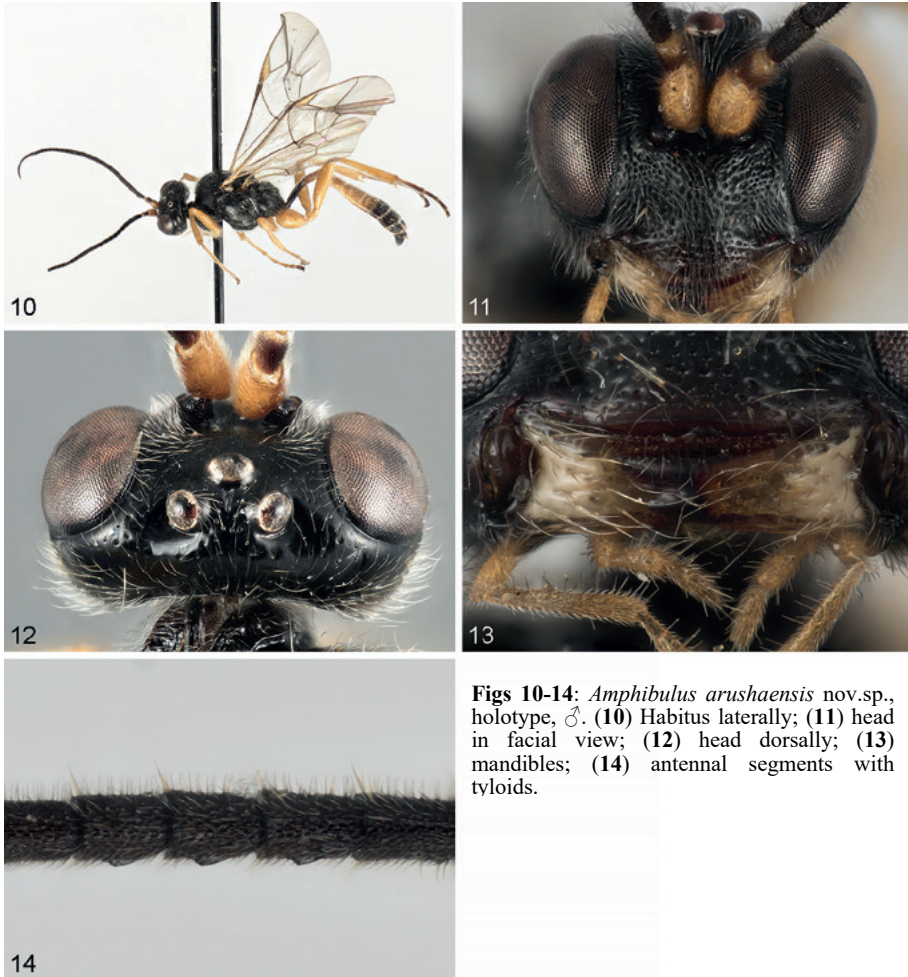 10
11
12
13
14
Figs 10-14: Amphibulus arushaensis nov.sp.,
holotype, ♂. (10) Habitus laterally; (11) head
in facial view; (12) head dorsally; (13)
mandibles; (14) antennal segments with
tyloids.